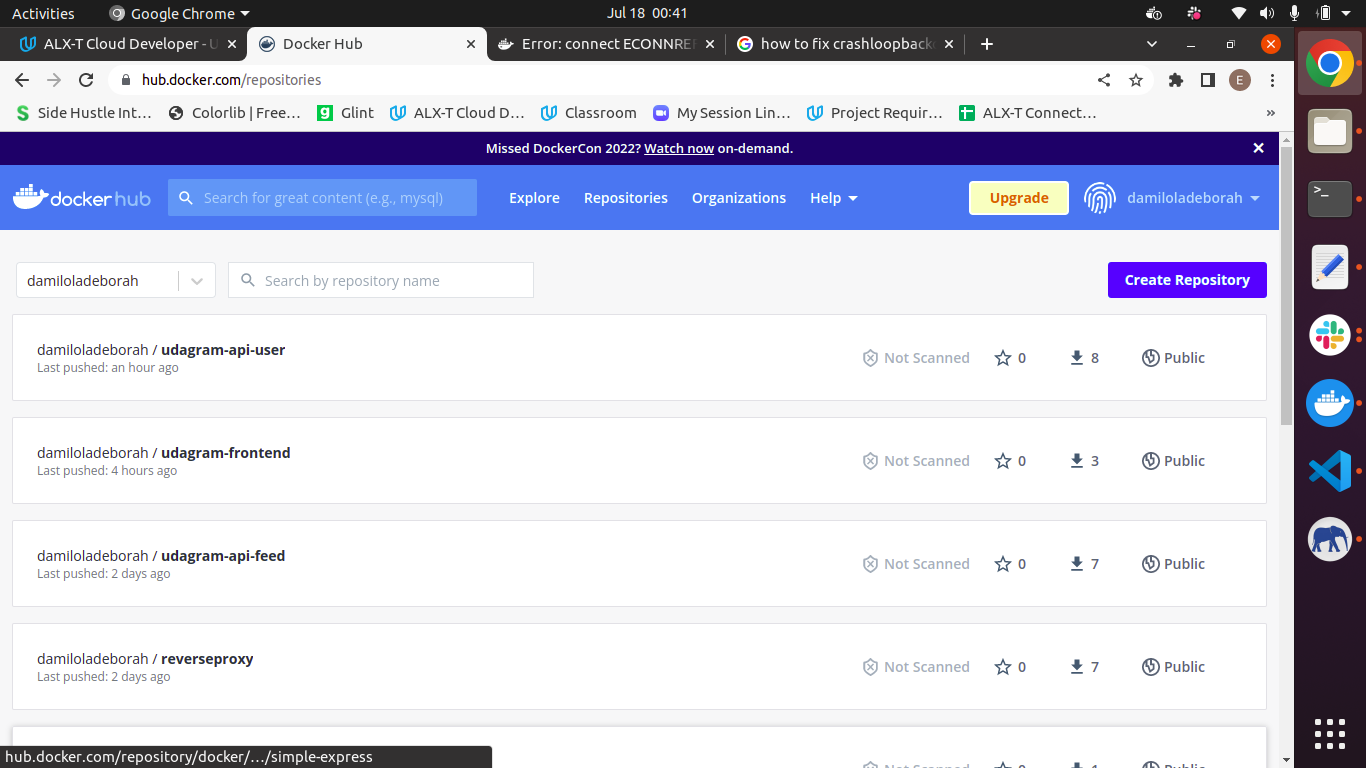 Activities Google Chrome Jul 18 00:41
ALX-T Cloud Developer - U Docker Hub Error: connect ECONNREF how to fix crashloopback
hub.docker.com/repositories E
Side Hustle Int… Colorlib | Free… Glint ALX-T Cloud D… Classroom My Session Lin… Project Requir… ALX-T Connect… »
Missed DockerCon 2022? Watch now on-demand.
docker hub Search for great content (e.g., mysql) Explore Repositories Organizations Help Upgrade damiloladeborah
damiloladeborah Search by repository name Create Repository
damiloladeborah / udagram-api-user
Last pushed: an hour ago
Not Scanned 0 8 Public
damiloladeborah / udagram-frontend
Last pushed: 4 hours ago
Not Scanned 0 3 Public
damiloladeborah / udagram-api-feed
Last pushed: 2 days ago
Not Scanned 0 7 Public
damiloladeborah / reverseproxy
Last pushed: 2 days ago
Not Scanned 0 7 Public
Not Scanned 0 1 Public
hub.docker.com/repository/docker/…/simple-express